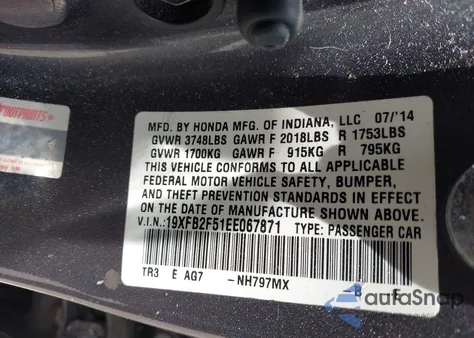 FOOTPRINTS
MFD. BY HONDA MFG. OF INDIANA, LLC 07/'14
GVWR 3748LBS GAWR F 2018LBS R 1753LBS
GVWR 1700KG GAWR F 915KG R 795KG
THIS VEHICLE CONFORMS TO ALL APPLICABLE
FEDERAL MOTOR VEHICLE SAFETY, BUMPER,
AND THEFT PREVENTION STANDARDS IN EFFECT
ON THE DATE OF MANUFACTURE SHOWN ABOVE.
V.I.N.:19XFB2F51EE067871 TYPE: PASSENGER CAR
TR3 E AG7 -NH797MX -B E
autaSnap